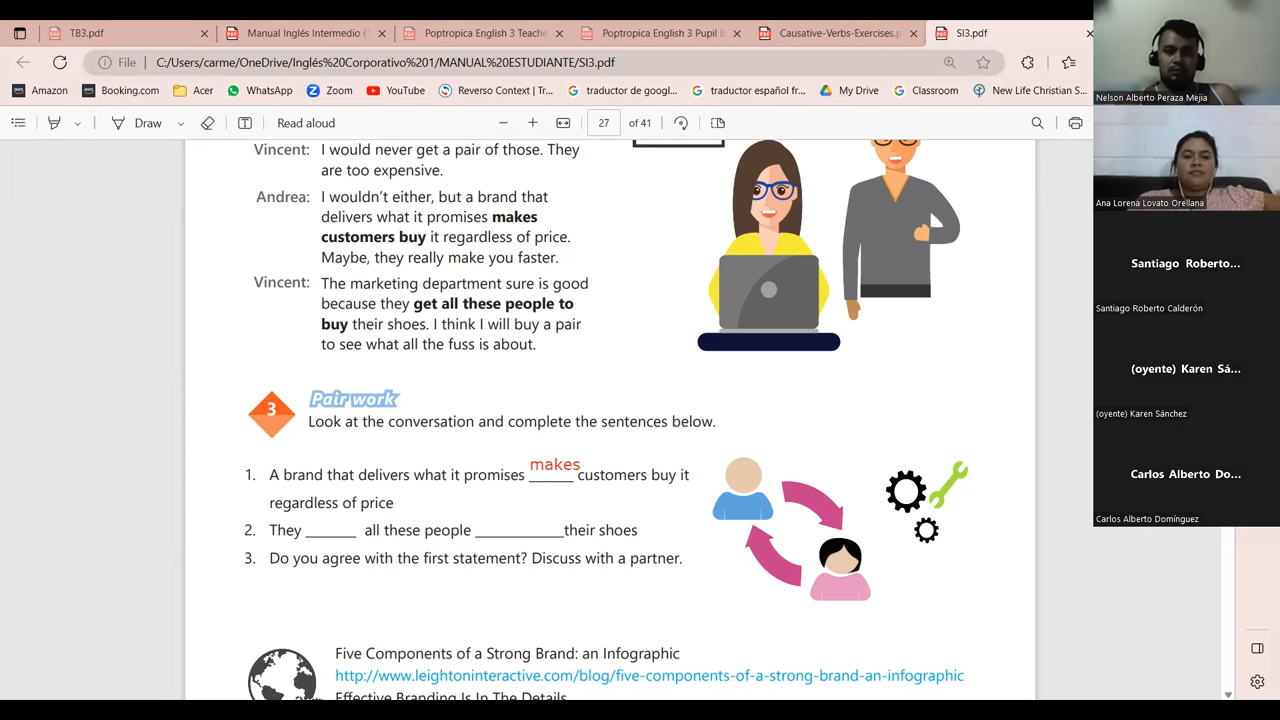 TB3.pdf
Manual Inglés Intermedio (T
Poptropica English 3 Teache
Poptropica English 3 Pupil B
Causative-Verbs-Exercises.p
SI3.pdf
File
C:/Users/carme/OneDrive/Inglés%20Corporativo%201/MANUAL%20ESTUDIANTE/SI3.pdf
Amazon
Booking.com
Acer
WhatsApp
Zoom
YouTube
Reverso Context | Tr...
traductor de googl...
traductor español fr...
My Drive
Classroom
New Life Christian S...
Draw
Read aloud
27
of 41
Vincent: I would never get a pair of those. They
are too expensive.
Andrea: I wouldn't either, but a brand that
delivers what it promises makes
customers buy it regardless of price.
Maybe, they really make you faster.
Vincent: The marketing department sure is good
because they get all these people to
buy their shoes. I think I will buy a pair
to see what all the fuss is about.
3
Pair work
Look at the conversation and complete the sentences below.
makes
1. A brand that delivers what it promises ______ customers buy it
regardless of price
2. They ______ all these people __________their shoes
3. Do you agree with the first statement? Discuss with a partner.
Five Components of a Strong Brand: an Infographic
http://www.leightoninteractive.com/blog/five-components-of-a-strong-brand-an-infographic
Effective Branding Is In The Details
Nelson Alberto Peraza Mejia
Ana Lorena Lovato Orellana
Santiago Roberto...
Santiago Roberto Calderón
(oyente) Karen Sá...
(oyente) Karen Sánchez
Carlos Alberto Do...
Carlos Alberto Domínguez